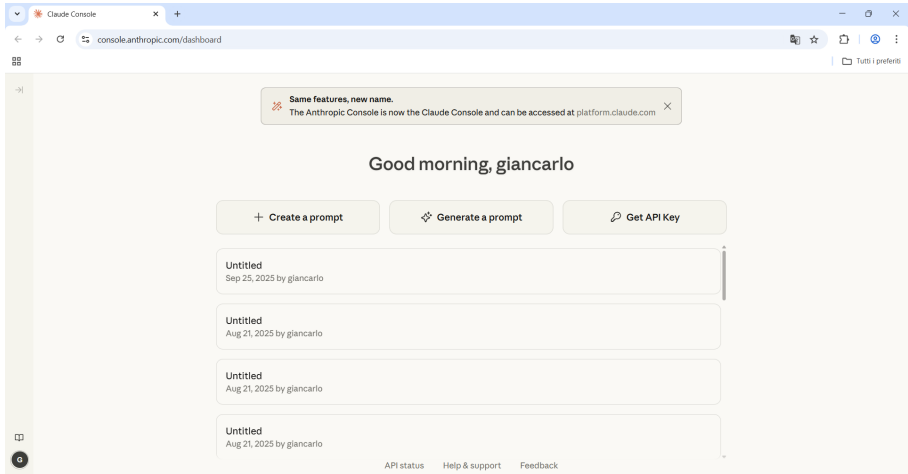 Claude Console
console.anthropic.com/dashboard
Tutti i preferiti
Same features, new name.
The Anthropic Console is now the Claude Console and can be accessed at platform.claude.com
Good morning, giancarlo
Create a prompt
Generate a prompt
Get API Key
Untitled
Sep 25, 2025 by giancarlo
Untitled
Aug 21, 2025 by giancarlo
Untitled
Aug 21, 2025 by giancarlo
Untitled
Aug 21, 2025 by giancarlo
G
API status Help & support Feedback